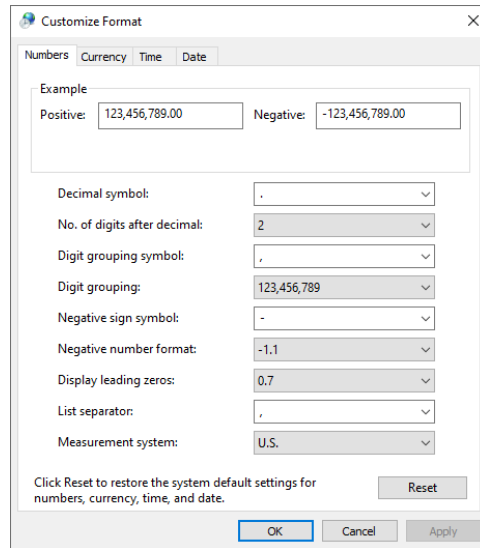 Customize Format
Numbers Currency Time Date
Example
Positive: 123,456,789.00 Negative: -123,456,789.00
Decimal symbol: .
No. of digits after decimal: 2
Digit grouping symbol: ,
Digit grouping: 123,456,789
Negative sign symbol: -
Negative number format: -1.1
Display leading zeros: 0.7
List separator: ,
Measurement system: U.S.
Click Reset to restore the system default settings for
numbers, currency, time, and date.
Reset
OK Cancel Apply